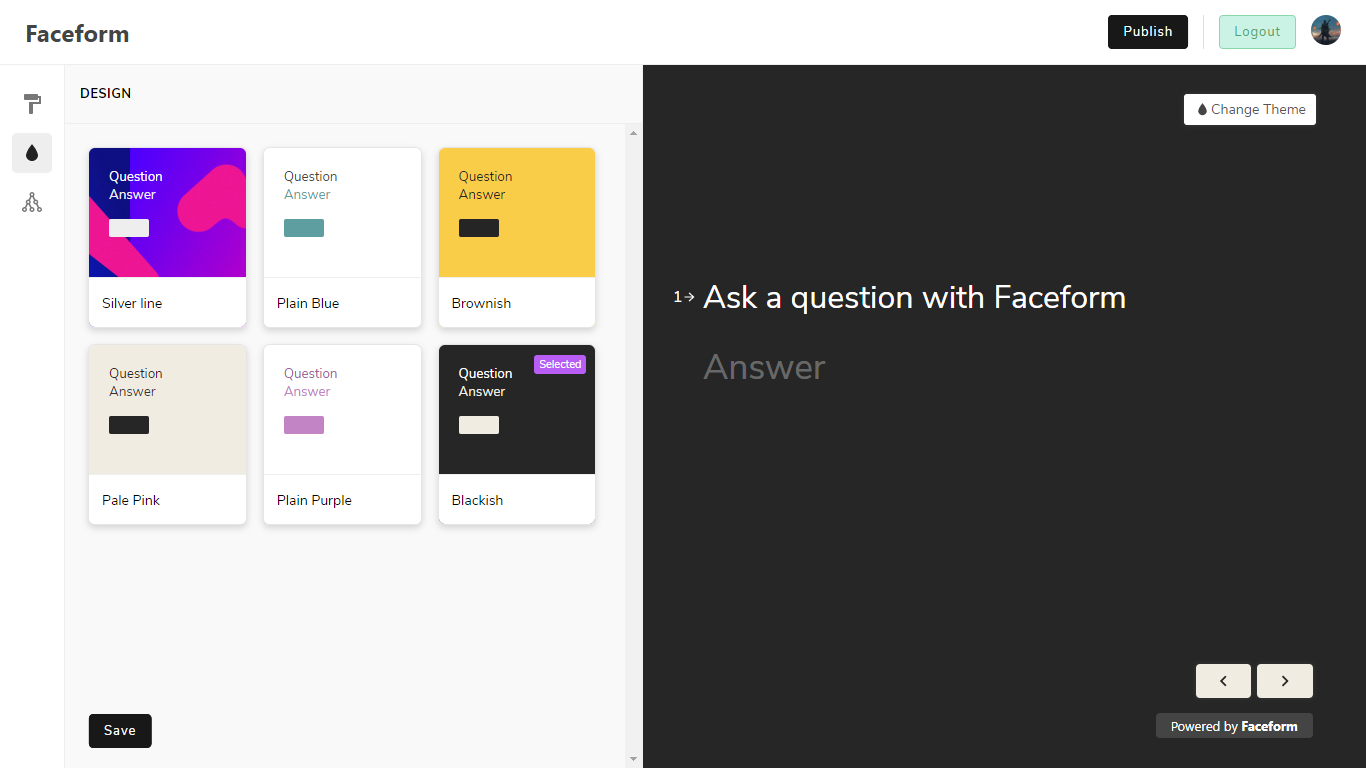 Faceform
Publish
Logout
DESIGN
Change Theme
Question
Answer
Silver line
Question
Answer
Plain Blue
Question
Answer
Brownish
Question
Answer
Pale Pink
Question
Answer
Plain Purple
Selected
Question
Answer
Blackish
1→ Ask a question with Faceform
Answer
Save
Powered by Faceform